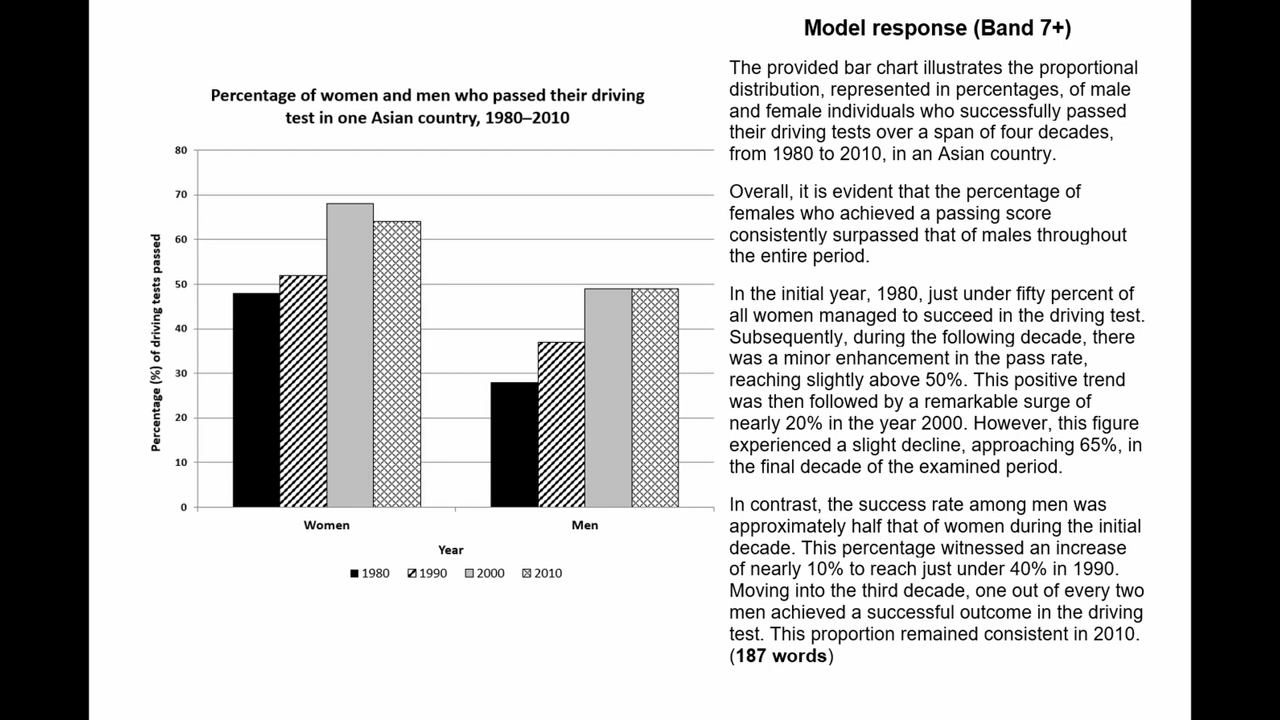 Model response (Band 7+)
Percentage of women and men who passed their driving
test in one Asian country, 1980–2010
Percentage (%) of driving tests passed
80
70
60
50
40
30
20
10
0
Women
Men
Year
1980
1990
2000
2010
The provided bar chart illustrates the proportional
distribution, represented in percentages, of male
and female individuals who successfully passed
their driving tests over a span of four decades,
from 1980 to 2010, in an Asian country.
Overall, it is evident that the percentage of
females who achieved a passing score
consistently surpassed that of males throughout
the entire period.
In the initial year, 1980, just under fifty percent of
all women managed to succeed in the driving test.
Subsequently, during the following decade, there
was a minor enhancement in the pass rate,
reaching slightly above 50%. This positive trend
was then followed by a remarkable surge of
nearly 20% in the year 2000. However, this figure
experienced a slight decline, approaching 65%, in
the final decade of the examined period.
In contrast, the success rate among men was
approximately half that of women during the initial
decade. This percentage witnessed an increase
of nearly 10% to reach just under 40% in 1990.
Moving into the third decade, one out of every two
men achieved a successful outcome in the driving
test. This proportion remained consistent in 2010.
(187 words)